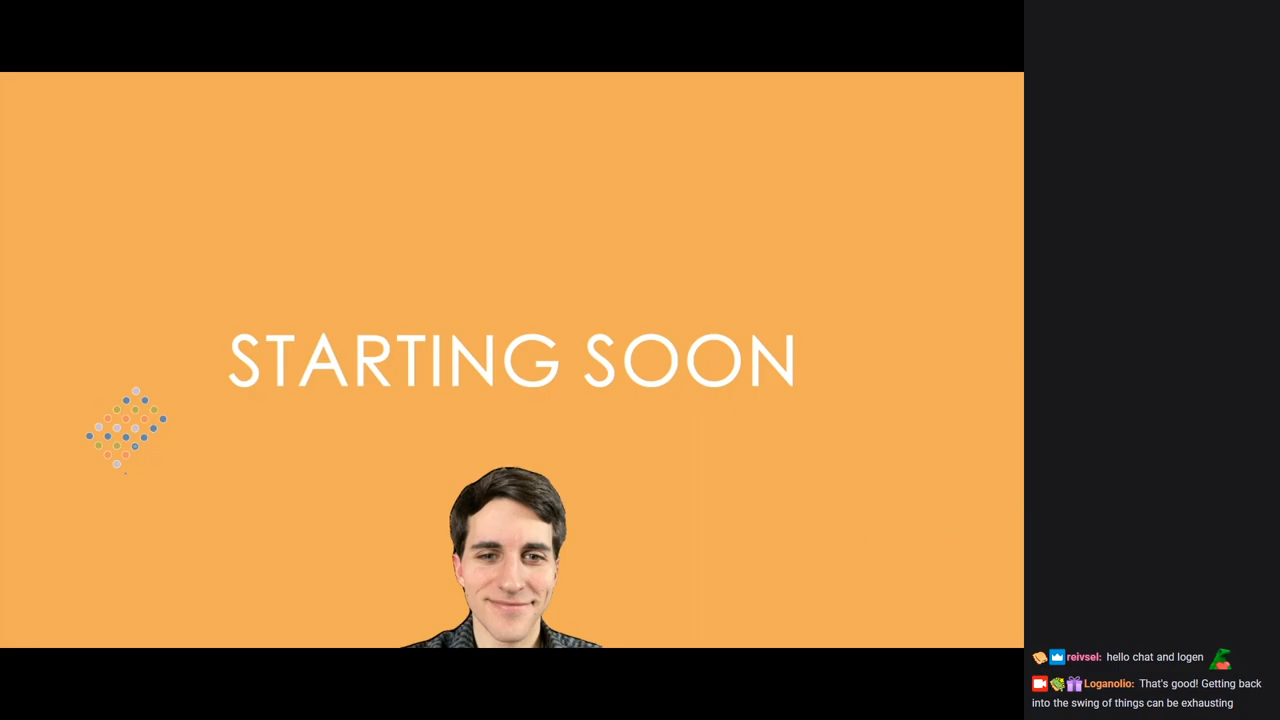 STARTING SOON
reivsel: hello chat and logen
Loganolio: That's good! Getting back
into the swing of things can be exhausting